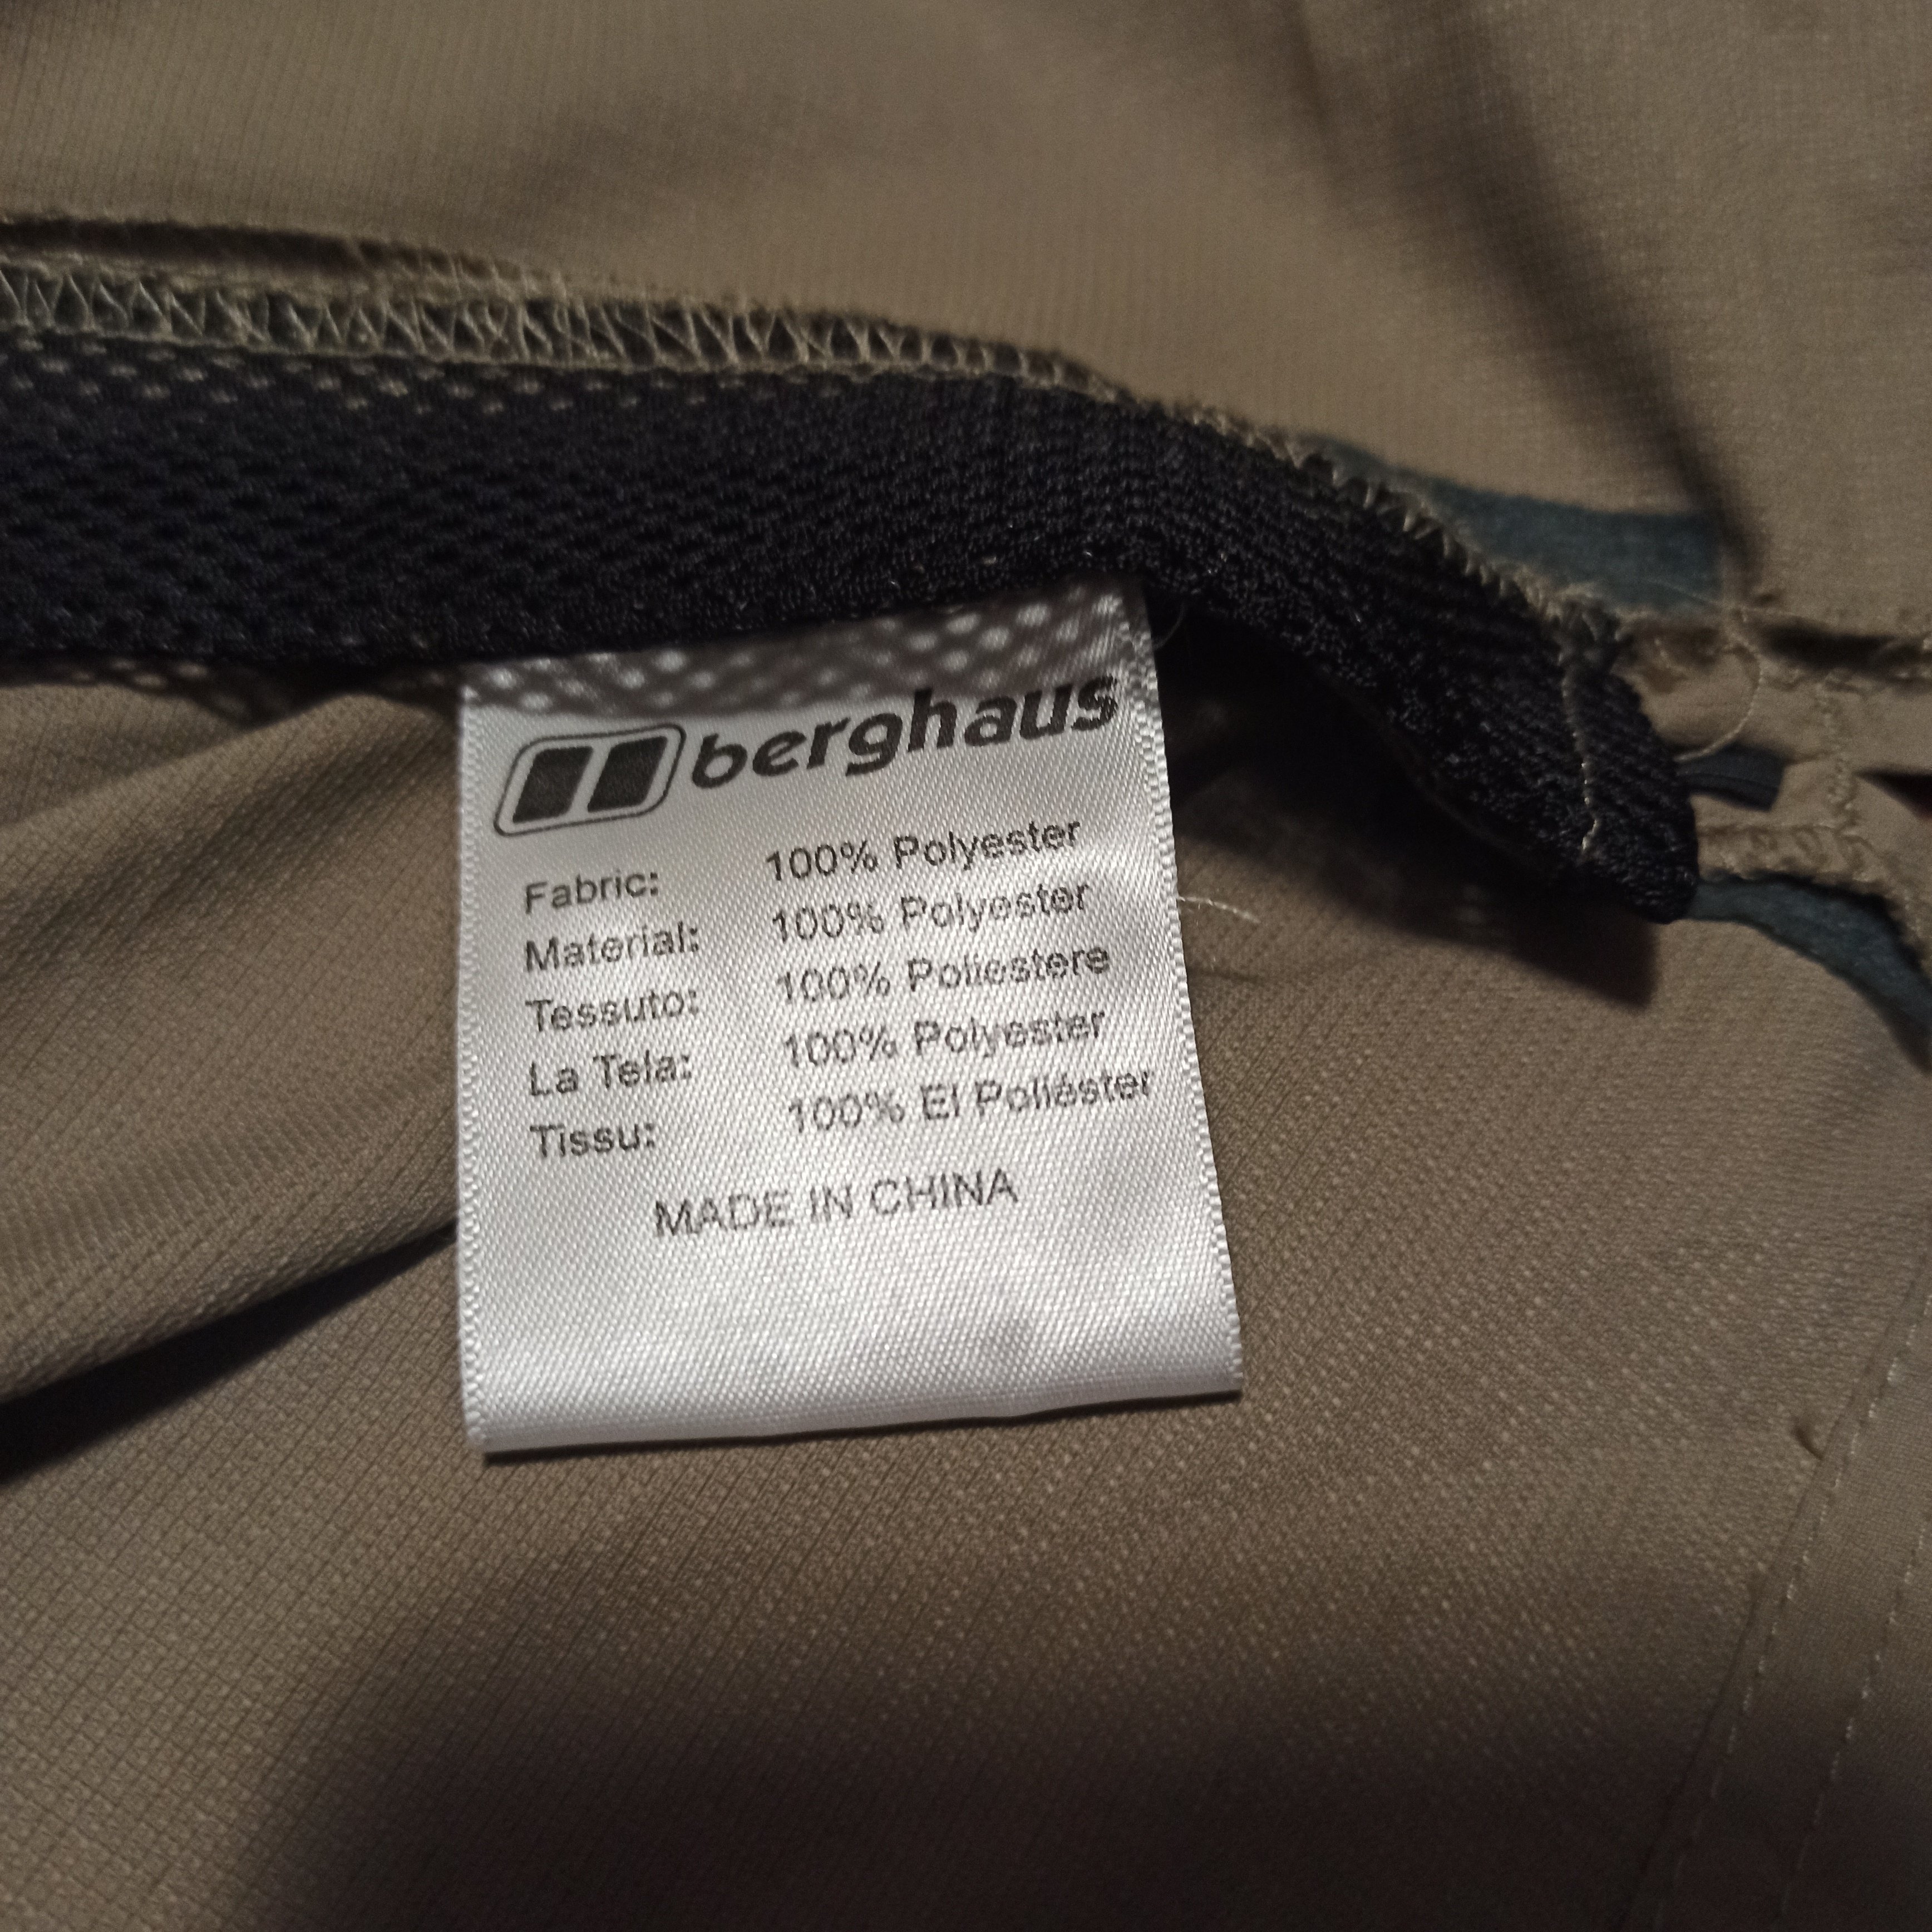 berghaus
Fabric: 100% Polyester
Material: 100% Polyester
Tessuto: 100% Poliestere
La Tela: 100% Polyester
Tissu: 100% El Poliéster
MADE IN CHINA